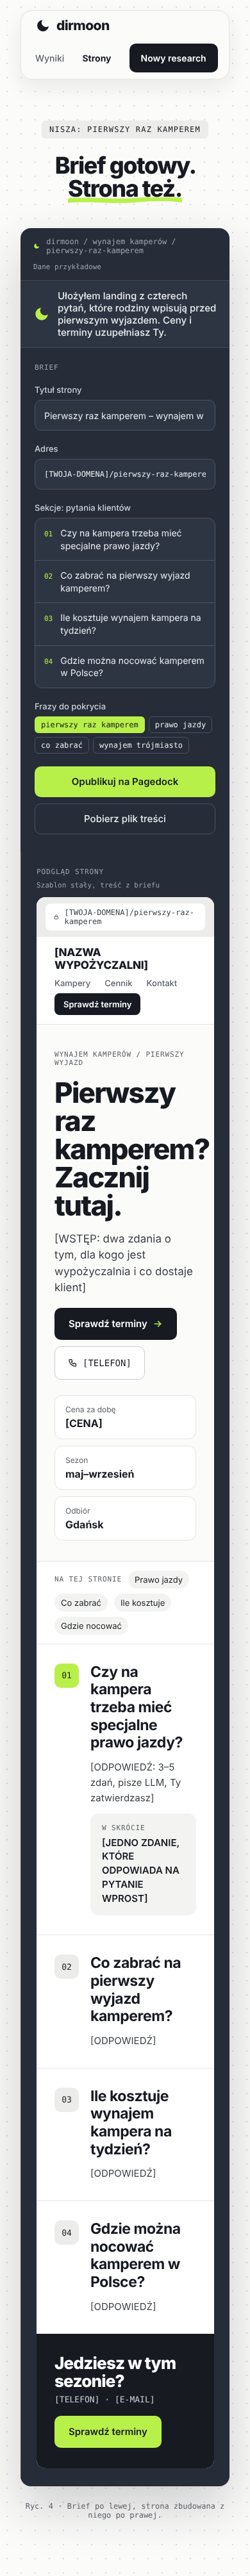 dirmoon
Wyniki Strony Nowy research
NISZA: PIERWSZY RAZ KAMPEREM
Brief gotowy.
Strona też.
dirmoon / wynajem kamperów /
pierwszy-raz-kamperem
Dane przykładowe
Ułożyłem landing z czterech
pytań, które rodziny wpisują przed
pierwszym wyjazdem. Ceny i
terminy uzupełniasz Ty.
BRIEF
Tytuł strony
Pierwszy raz kamperem – wynajem w
Adres
[TWOJA-DOMENA]/pierwszy-raz-kampere
Sekcje: pytania klientów
01 Czy na kampera trzeba mieć
specjalne prawo jazdy?
02 Co zabrać na pierwszy wyjazd
kamperem?
03 Ile kosztuje wynajem kampera na
tydzień?
04 Gdzie można nocować kamperem
w Polsce?
Frazy do pokrycia
pierwszy raz kamperem prawo jazdy
co zabrać wynajem trójmiasto
Opublikuj na Pagedock
Pobierz plik treści
PODGLĄD STRONY
Szablon stały, treść z briefu
[TWOJA-DOMENA]/pierwszy-raz-
kamperem
[NAZWA
WYPOŻYCZALNI]
Kampery Cennik Kontakt
Sprawdź terminy
WYNAJEM KAMPERÓW / PIERWSZY
WYJAZD
Pierwszy
raz
kamperem?
Zacznij
tutaj.
[WSTĘP: dwa zdania o
tym, dla kogo jest
wypożyczalnia i co dostaje
klient]
Sprawdź terminy →
[TELEFON]
Cena za dobę
[CENA]
Sezon
maj–wrzesień
Odbiór
Gdańsk
NA TEJ STRONIE Prawo jazdy
Co zabrać Ile kosztuje
Gdzie nocować
01 Czy na
kampera
trzeba mieć
specjalne
prawo jazdy?
[ODPOWIEDŹ: 3–5
zdań, pisze LLM, Ty
zatwierdzasz]
W SKRÓCIE
[JEDNO ZDANIE,
KTÓRE
ODPOWIADA NA
PYTANIE
WPROST]
02 Co zabrać na
pierwszy
wyjazd
kamperem?
[ODPOWIEDŹ]
03 Ile kosztuje
wynajem
kampera na
tydzień?
[ODPOWIEDŹ]
04 Gdzie można
nocować
kamperem w
Polsce?
[ODPOWIEDŹ]
Jedziesz w tym
sezonie?
[TELEFON] · [E-MAIL]
Sprawdź terminy
Ryc. 4 · Brief po lewej, strona zbudowana z
niego po prawej.